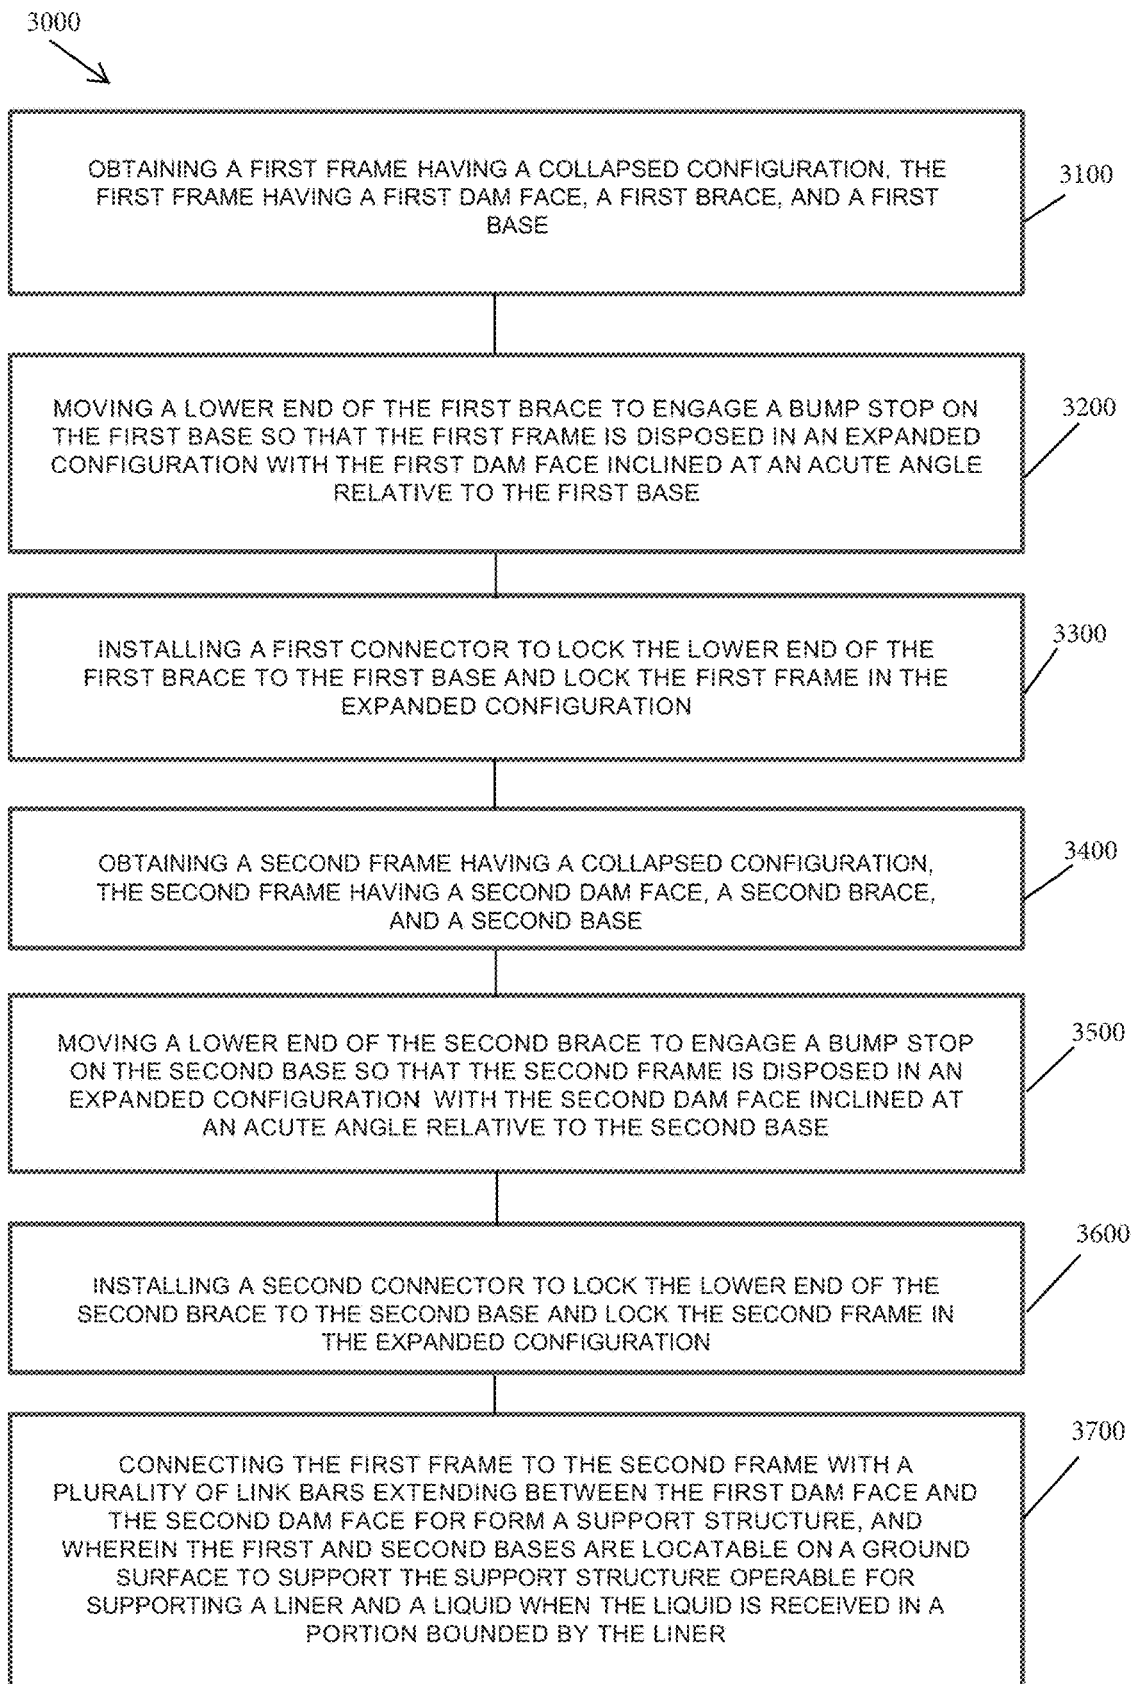 3000
OBTAINING A FIRST FRAME HAVING A COLLAPSED CONFIGURATION, THE
FIRST FRAME HAVING A FIRST DAM FACE, A FIRST BRACE, AND A FIRST
BASE
3100
MOVING A LOWER END OF THE FIRST BRACE TO ENGAGE A BUMP STOP ON
THE FIRST BASE SO THAT THE FIRST FRAME IS DISPOSED IN AN EXPANDED
CONFIGURATION WITH THE FIRST DAM FACE INCLINED AT AN ACUTE ANGLE
RELATIVE TO THE FIRST BASE
3200
INSTALLING A FIRST CONNECTOR TO LOCK THE LOWER END OF THE
FIRST BRACE TO THE FIRST BASE AND LOCK THE FIRST FRAME IN THE
EXPANDED CONFIGURATION
3300
OBTAINING A SECOND FRAME HAVING A COLLAPSED CONFIGURATION,
THE SECOND FRAME HAVING A SECOND DAM FACE, A SECOND BRACE,
AND A SECOND BASE
3400
MOVING A LOWER END OF THE SECOND BRACE TO ENGAGE A BUMP STOP
ON THE SECOND BASE SO THAT THE SECOND FRAME IS DISPOSED IN AN
EXPANDED CONFIGURATION WITH THE SECOND DAM FACE INCLINED AT
AN ACUTE ANGLE RELATIVE TO THE SECOND BASE
3500
INSTALLING A SECOND CONNECTOR TO LOCK THE LOWER END OF THE
SECOND BRACE TO THE SECOND BASE AND LOCK THE SECOND FRAME IN
THE EXPANDED CONFIGURATION
3600
CONNECTING THE FIRST FRAME TO THE SECOND FRAME WITH A
PLURALITY OF LINK BARS EXTENDING BETWEEN THE FIRST DAM FACE AND
THE SECOND DAM FACE FOR FORM A SUPPORT STRUCTURE, AND
WHEREIN THE FIRST AND SECOND BASES ARE LOCATABLE ON A GROUND
SURFACE TO SUPPORT THE SUPPORT STRUCTURE OPERABLE FOR
SUPPORTING A LINER AND A LIQUID WHEN THE LIQUID IS RECEIVED IN A
PORTION BOUNDED BY THE LINER
3700